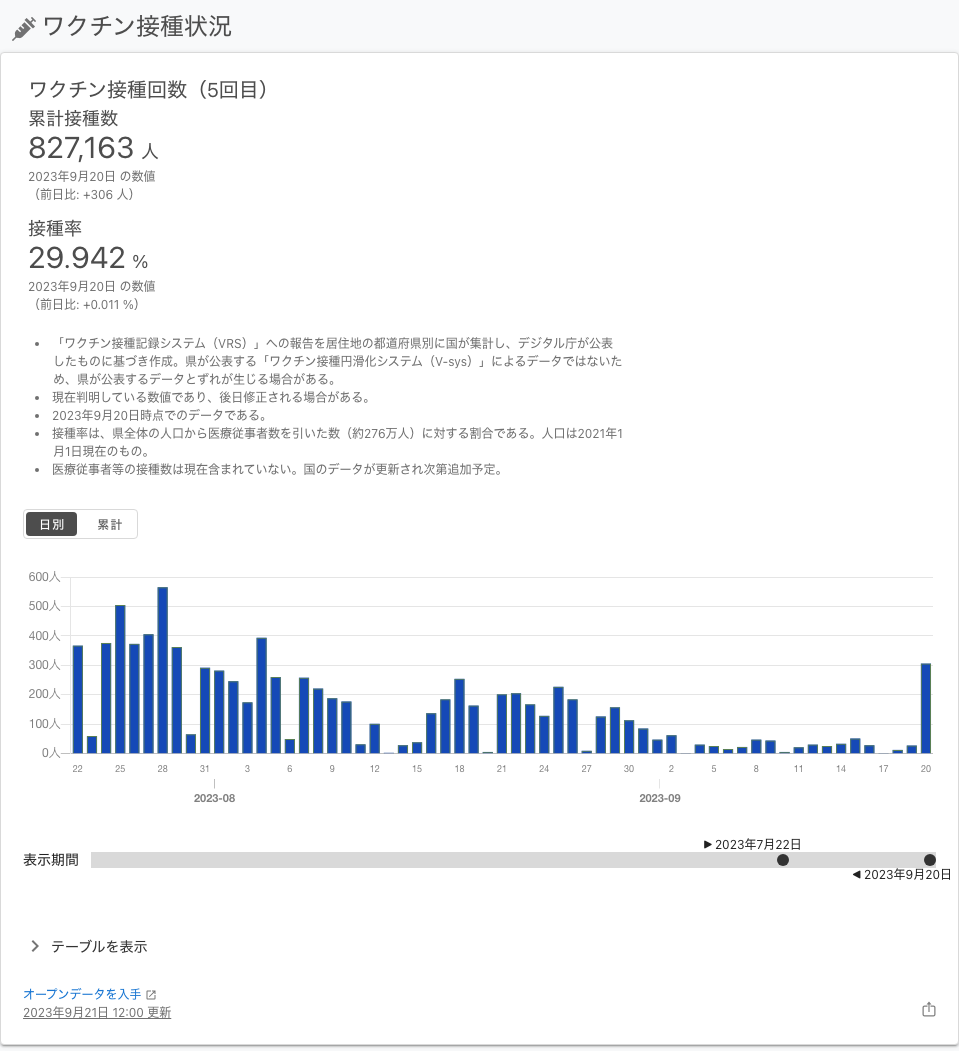 ワクチン接種状況
ワクチン接種回数（5回目）
累計接種数
827,163 人
2023年9月20日 の数値
（前日比: +306 人）
接種率
29.942 %
2023年9月20日 の数値
（前日比: +0.011 %）
• 「ワクチン接種記録システム（VRS）」への報告を居住地の都道府県別に国が集計し、デジタル庁が公表
したものに基づき作成。県が公表する「ワクチン接種円滑化システム（V-sys）」によるデータではないた
め、県が公表するデータとずれが生じる場合がある。
• 現在判明している数値であり、後日修正される場合がある。
• 2023年9月20日時点でのデータである。
• 接種率は、県全体の人口から医療従事者数を引いた数（約276万人）に対する割合である。人口は2021年1
月1日現在のもの。
• 医療従事者等の接種数は現在含まれていない。国のデータが更新され次第追加予定。
日別 累計
600人
500人
400人
300人
200人
100人
0人
22 25 28 31 3 6 9 12 15 18 21 24 27 30 2 5 8 11 14 17 20
2023-08 2023-09
▶ 2023年7月22日
表示期間
◀ 2023年9月20日
テーブルを表示
オープンデータを入手
2023年9月21日 12:00 更新